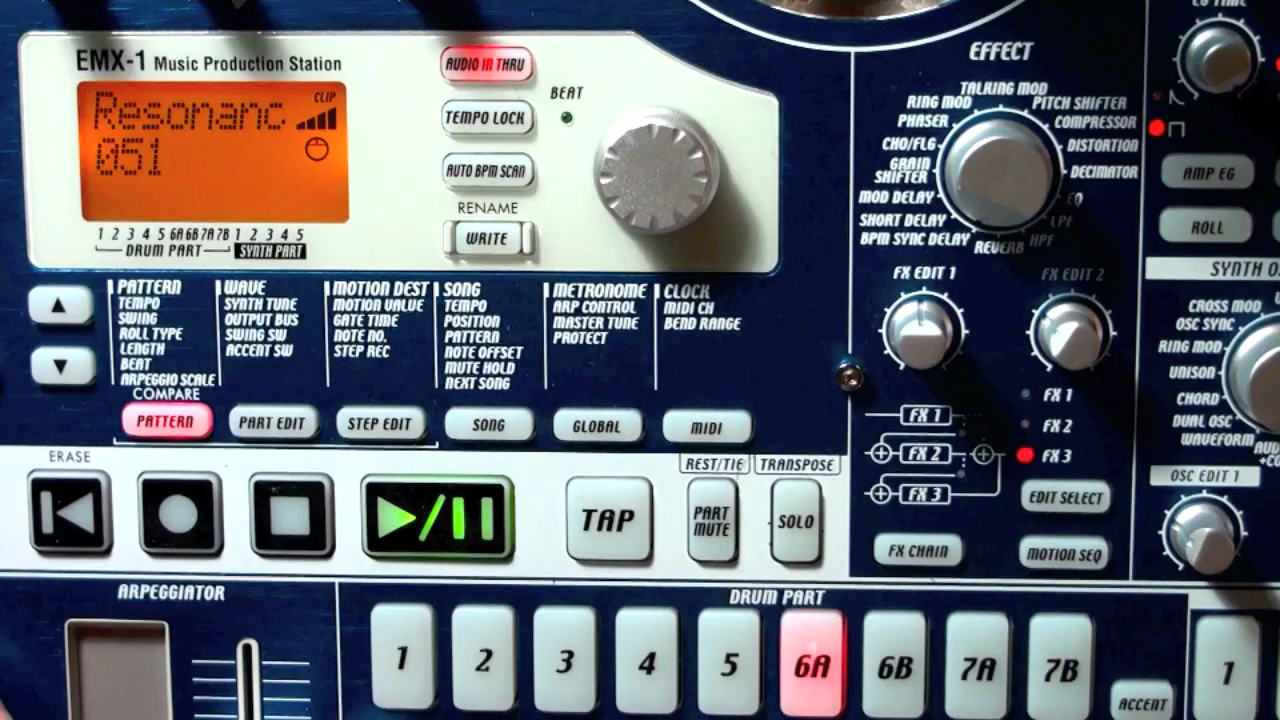 EMX-1 Music Production Station
Resonanc CLIP
051
1 2 3 4 5 6A 6B 7A 7B 1 2 3 4 5
DRUM PART SYNTH PART
AUDIO IN THRU
TEMPO LOCK
AUTO BPM SCAN
RENAME
WRITE
BEAT
PATTERN
TEMPO
SWING
ROLL TYPE
LENGTH
BEAT
ARPEGGIO SCALE
WAVE
SYNTH TUNE
OUTPUT BUS
SWING SW
ACCENT SW
MOTION DEST
MOTION VALUE
GATE TIME
NOTE NO.
STEP REC
SONG
TEMPO
POSITION
PATTERN
NOTE OFFSET
MUTE HOLD
NEXT SONG
METRONOME
ARP CONTROL
MASTER TUNE
PROTECT
CLOCK
MIDI CH
BEND RANGE
COMPARE
PATTERN
PART EDIT
STEP EDIT
SONG
GLOBAL
MIDI
ERASE
TAP
REST/TIE
PART
MUTE
TRANSPOSE
SOLO
EFFECT
TALKING MOD
RING MOD
PHASER
CHO/FLG
GRAIN
SHIFTER
MOD DELAY
SHORT DELAY
BPM SYNC DELAY
REVERB
PITCH SHIFTER
COMPRESSOR
DISTORTION
DECIMATOR
EQ
LPF
HPF
FX EDIT 1
FX EDIT 2
FX 1
FX 2
FX 3
FX 1
FX 2
FX 3
EDIT SELECT
FX CHAIN
MOTION SEQ
EG TIME
AMP EG
ROLL
SYNTH OS
CROSS MOD
OSC SYNC
RING MOD
UNISON
CHORD
DUAL OSC
WAVEFORM
AU
+CO
OSC EDIT 1
ARPEGGIATOR
DRUM PART
1
2
3
4
5
6A
6B
7A
7B
ACCENT
1